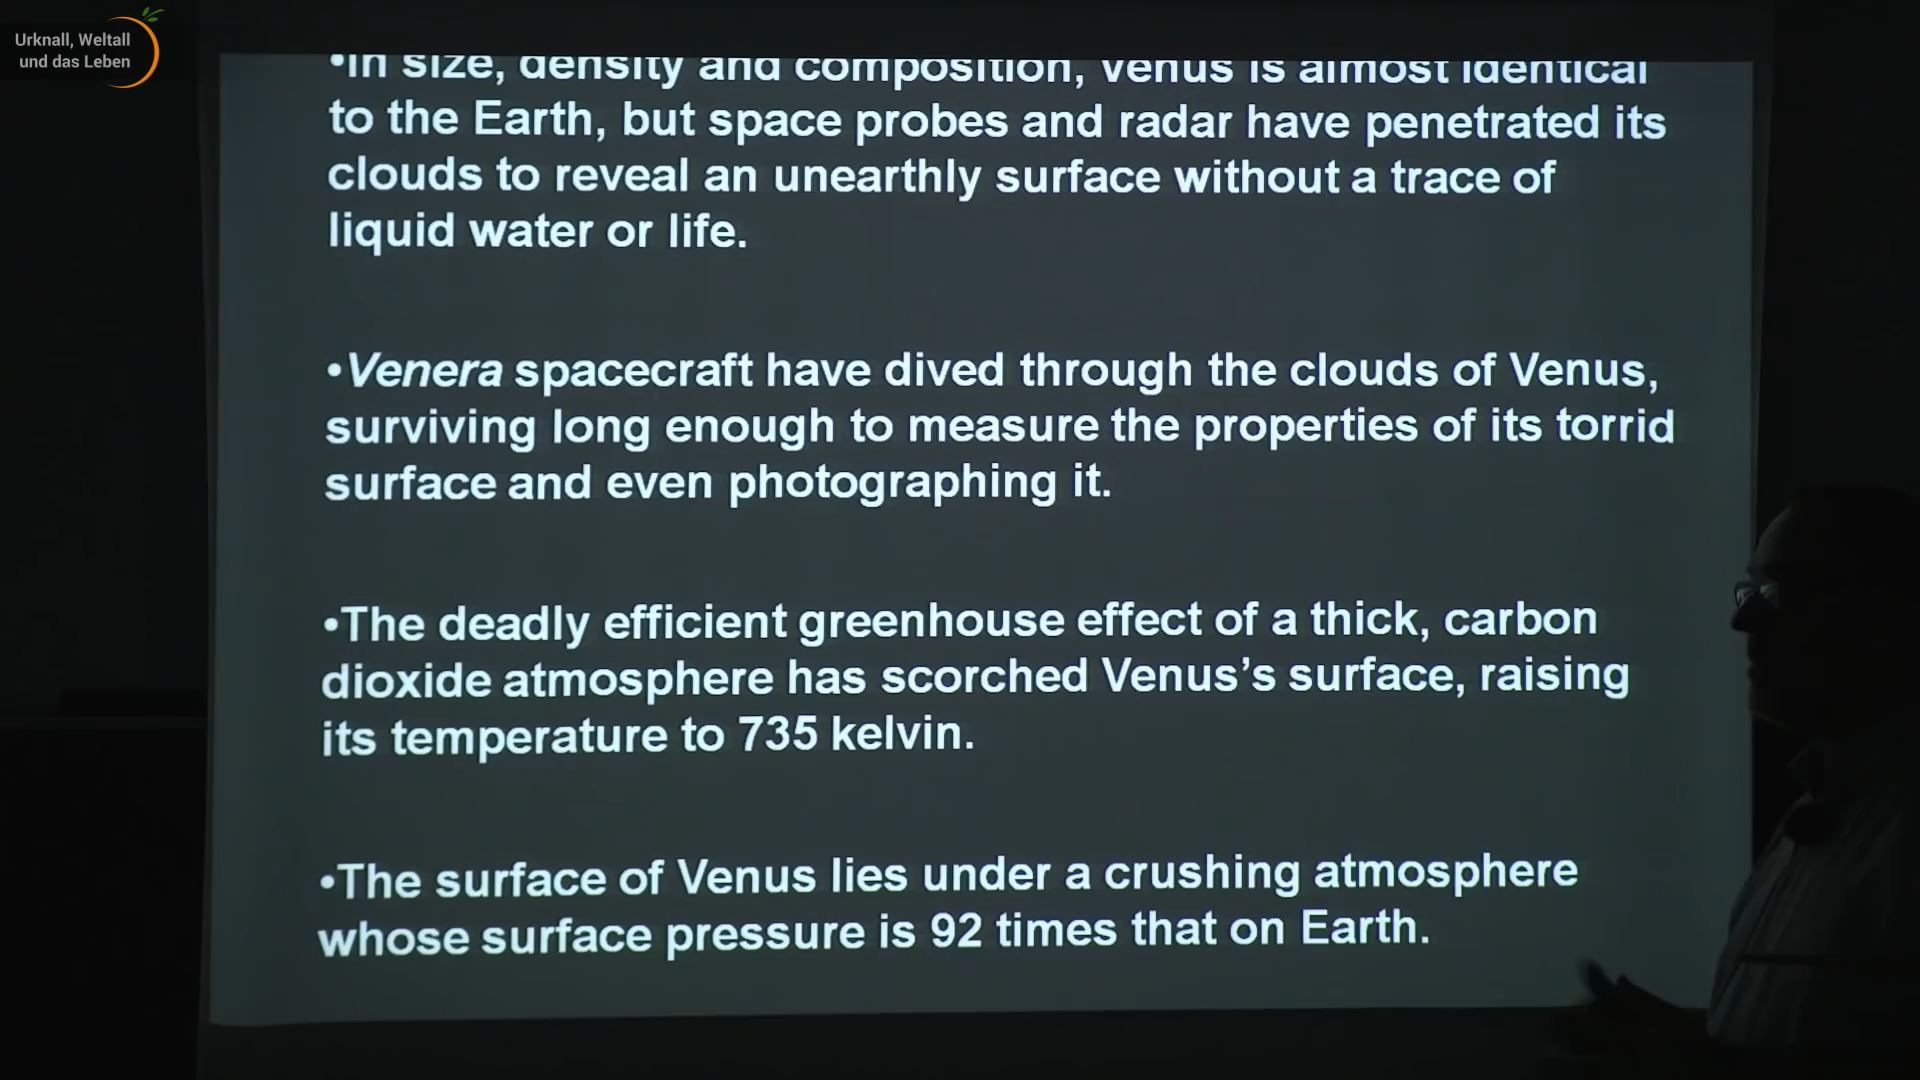 Urknall, Weltall
und das Leben
•In size, density and composition, Venus is almost identical
to the Earth, but space probes and radar have penetrated its
clouds to reveal an unearthly surface without a trace of
liquid water or life.
•Venera spacecraft have dived through the clouds of Venus,
surviving long enough to measure the properties of its torrid
surface and even photographing it.
•The deadly efficient greenhouse effect of a thick, carbon
dioxide atmosphere has scorched Venus’s surface, raising
its temperature to 735 kelvin.
•The surface of Venus lies under a crushing atmosphere
whose surface pressure is 92 times that on Earth.